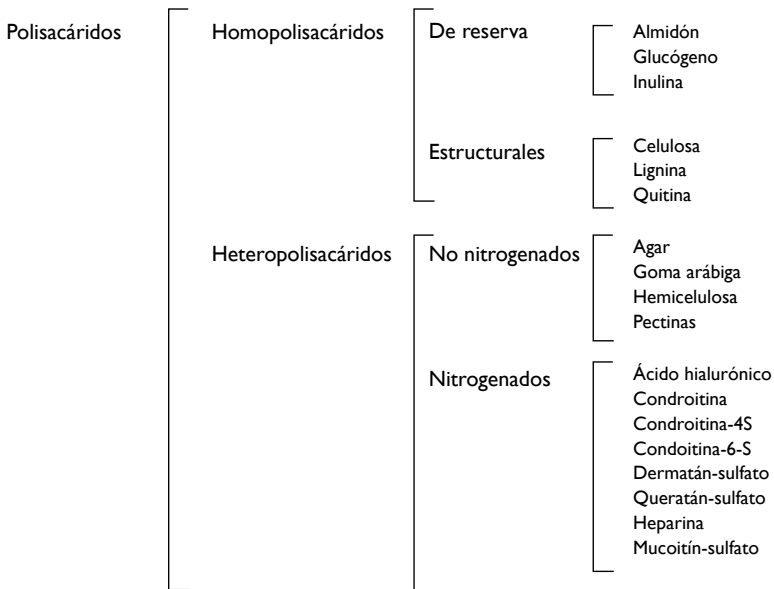 Polisacáridos
Homopolisacáridos
De reserva
Almidón
Glucógeno
Inulina
Estructurales
Celulosa
Lignina
Quitina
Heteropolisacáridos
No nitrogenados
Agar
Goma arábiga
Hemicelulosa
Pectinas
Nitrogenados
Ácido hialurónico
Condroitina
Condroitina-4S
Condoitina-6-S
Dermatán-sulfato
Queratán-sulfato
Heparina
Mucoitín-sulfato